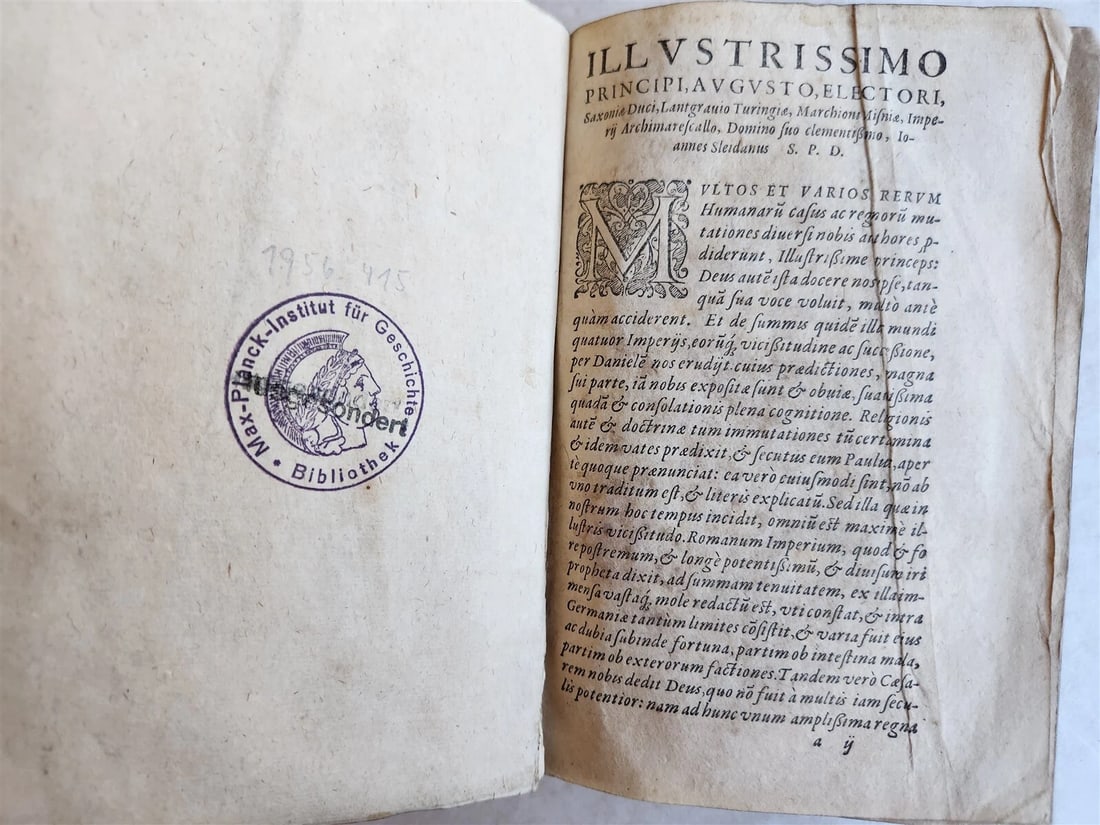 1956. 415
Max-Planck-Institut für Geschichte
• Bibliothek •
Ausgesondert
ILLVSTRISSIMO
PRINCIPI, AVGVSTO, ELECTORI,
Saxoniæ Duci, Lantgrauio Turingiæ, Marchioni Misniæ, Impe-
rij Archimareſcallo, Domino ſuo clementißimo, Io-
annes Sleidanus S. P. D.
MVLTOS ET VARIOS RERVM
Humanarũ caſus ac regnorũ mu-
tationes diuerſi nobis authores p-
diderũnt, Illuſtrißime princeps:
Deus autẽ iſta docere nos ipſe, tan-
quã ſua voce voluit, multò antè
quàm acciderent. Et de ſummis quidẽ illis mundi
quatuor Imperijs, eorũq́, vicißitudine ac ſucceßione,
per Danielẽ nos erudijt. cuius prædictiones, magna
ſui parte, iã nobis expoſitæ ſunt & obuiæ, ſuauißima
quadã & conſolationis plena cognitione. Religionis
autẽ & doctrinæ tum immutationes tũ certamina
& idem vates prædixit, & ſecutus eum Paulus, aper
tè quoque prænunciat: ea verò cuiuſmodi ſint, nõ ab
vno traditum eſt, & literis explicatũ. Sed illa quæ in
noſtrum hoc tempus incidit, omniũ eſt maximè il-
luſtris vicißitudo. Romanum Imperium, quod & fo
re poſtremum, & longè potentißimũ, & diuiſum iri
propheta dixit, ad ſummam tenuitatem, ex illa im-
menſa vaſtaq́, mole redactũ eſt, vti conſtat, & intra
Germaniæ tantùm limites cõſiſtit, & varia fuit eius
ac dubia ſubinde fortuna, partim ob inteſtina mala,
partim ob exterorum factiones. Tandem verò Cæſa-
rem nobis dedit Deus, quo nõ fuit à multis iam ſecu-
lis potentior: nam ad hunc vnum amplißima regna
a ij